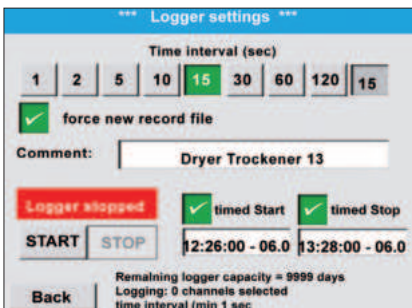 *** Logger settings ***
Time interval (sec)
1 2 5 10 15 30 60 120 15
force new record file
Comment: Dryer Trockener 13
Logger stopped timed Start timed Stop
START STOP 12:26:00 - 06.0 13:28:00 - 06.0
Remaining logger capacity = 9999 days
Back Logging: 0 channels selected
time interval (min 1 sec